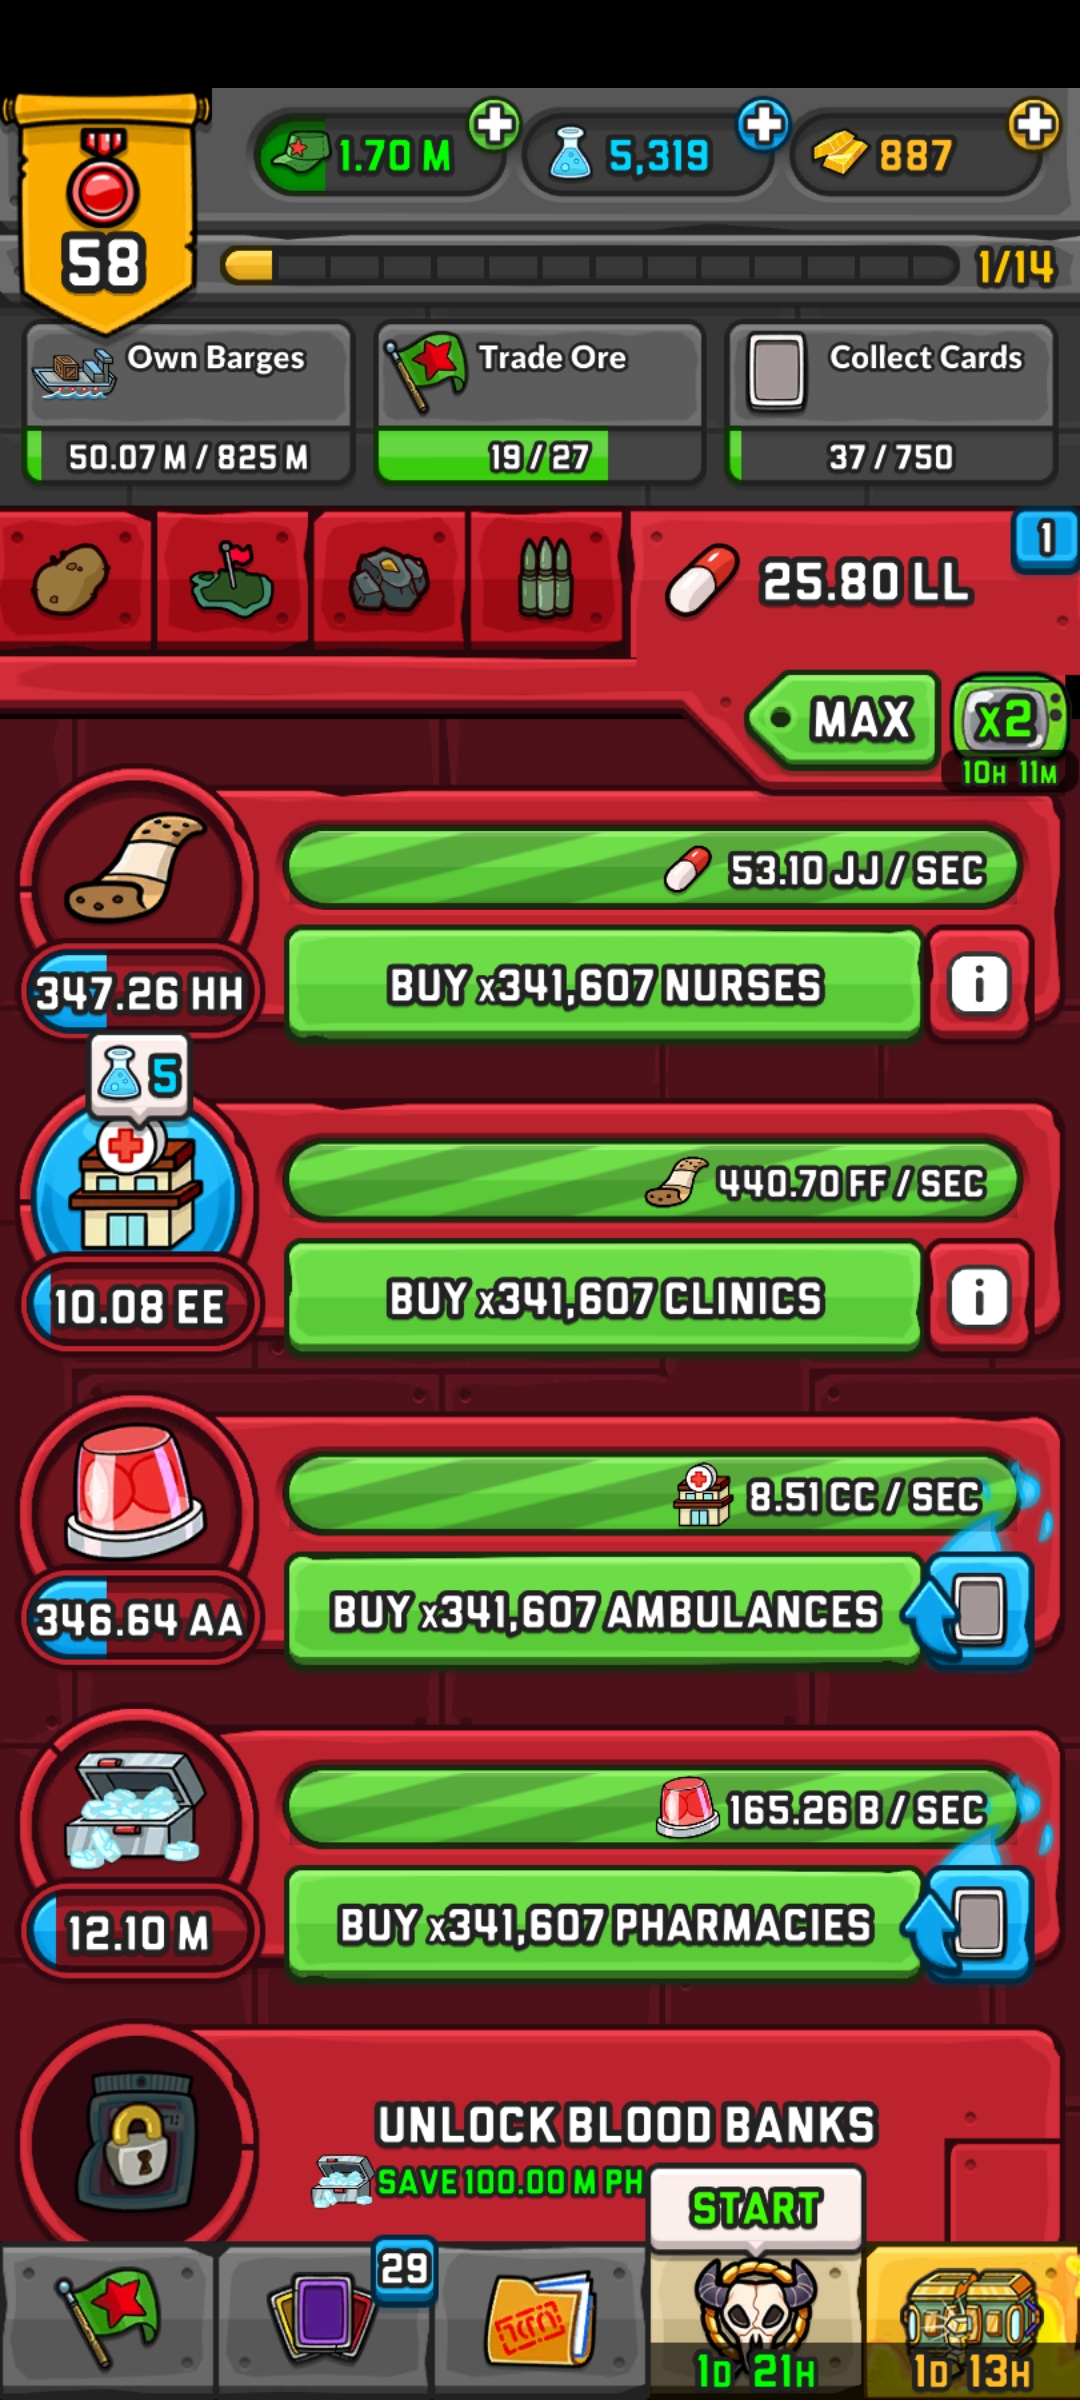 58
1.70 M
5,319
887
1/14
Own Barges
50.07 M / 825 M
Trade Ore
19 / 27
Collect Cards
37 / 750
25.80 LL
1
MAX
x2
10H 11M
53.10 JJ / SEC
347.26 HH
BUY x341,607 NURSES
i
5
440.70 FF / SEC
10.08 EE
BUY x341,607 CLINICS
i
8.51 CC / SEC
346.64 AA
BUY x341,607 AMBULANCES
165.26 B / SEC
12.10 M
BUY x341,607 PHARMACIES
UNLOCK BLOOD BANKS
SAVE 100.00 M PH
START
29
1D 21H
1D 13H